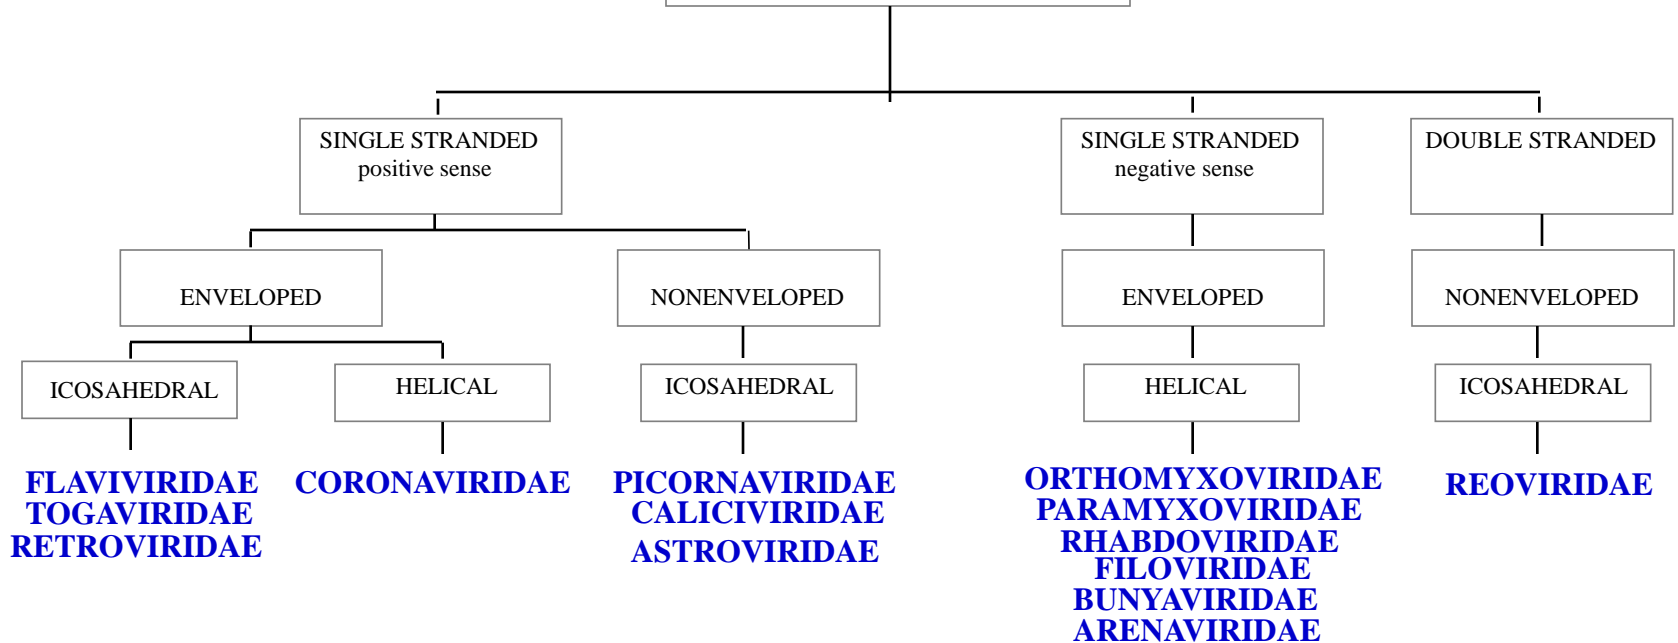 SINGLE STRANDED
positive sense
SINGLE STRANDED
negative sense
DOUBLE STRANDED
ENVELOPED
NONENVELOPED
ENVELOPED
NONENVELOPED
ICOSAHEDRAL
HELICAL
ICOSAHEDRAL
HELICAL
ICOSAHEDRAL
FLAVIVIRIDAE
TOGAVIRIDAE
RETROVIRIDAE
CORONAVIRIDAE
PICORNAVIRIDAE
CALICIVIRIDAE
ASTROVIRIDAE
ORTHOMYXOVIRIDAE
PARAMYXOVIRIDAE
RHABDOVIRIDAE
FILOVIRIDAE
BUNYAVIRIDAE
ARENAVIRIDAE
REOVIRIDAE